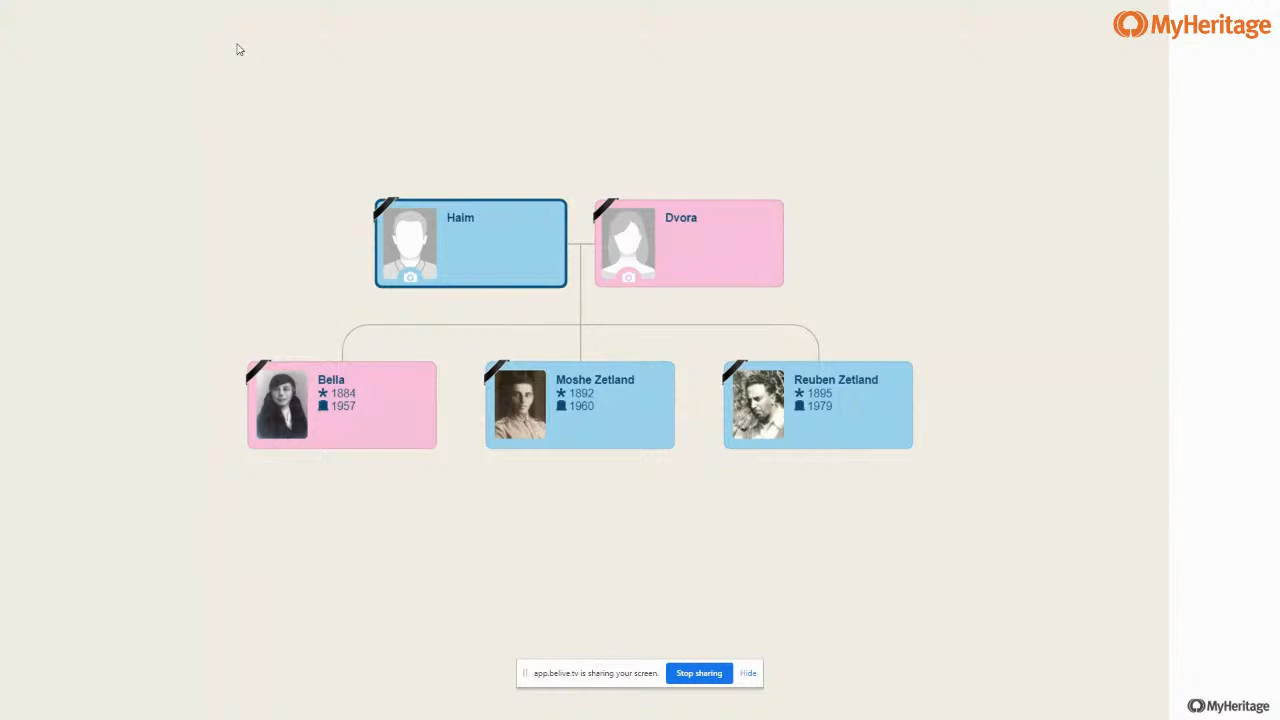 MyHeritage
Haim
Dvora
Bella
1884
1957
Moshe Zetland
1892
1960
Reuben Zetland
1895
1979
app.belive.tv is sharing your screen.
Stop sharing
Hide
MyHeritage